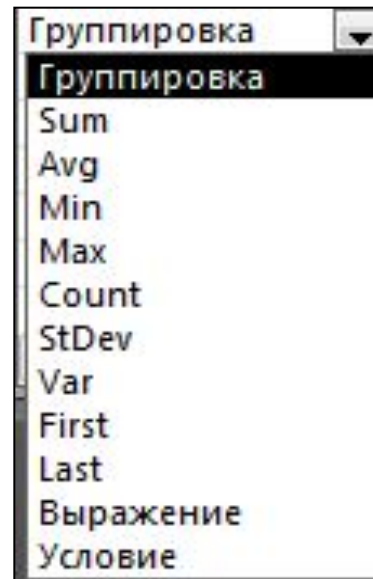 Группировка
Группировка
Sum
Avg
Min
Max
Count
StDev
Var
First
Last
Выражение
Условие